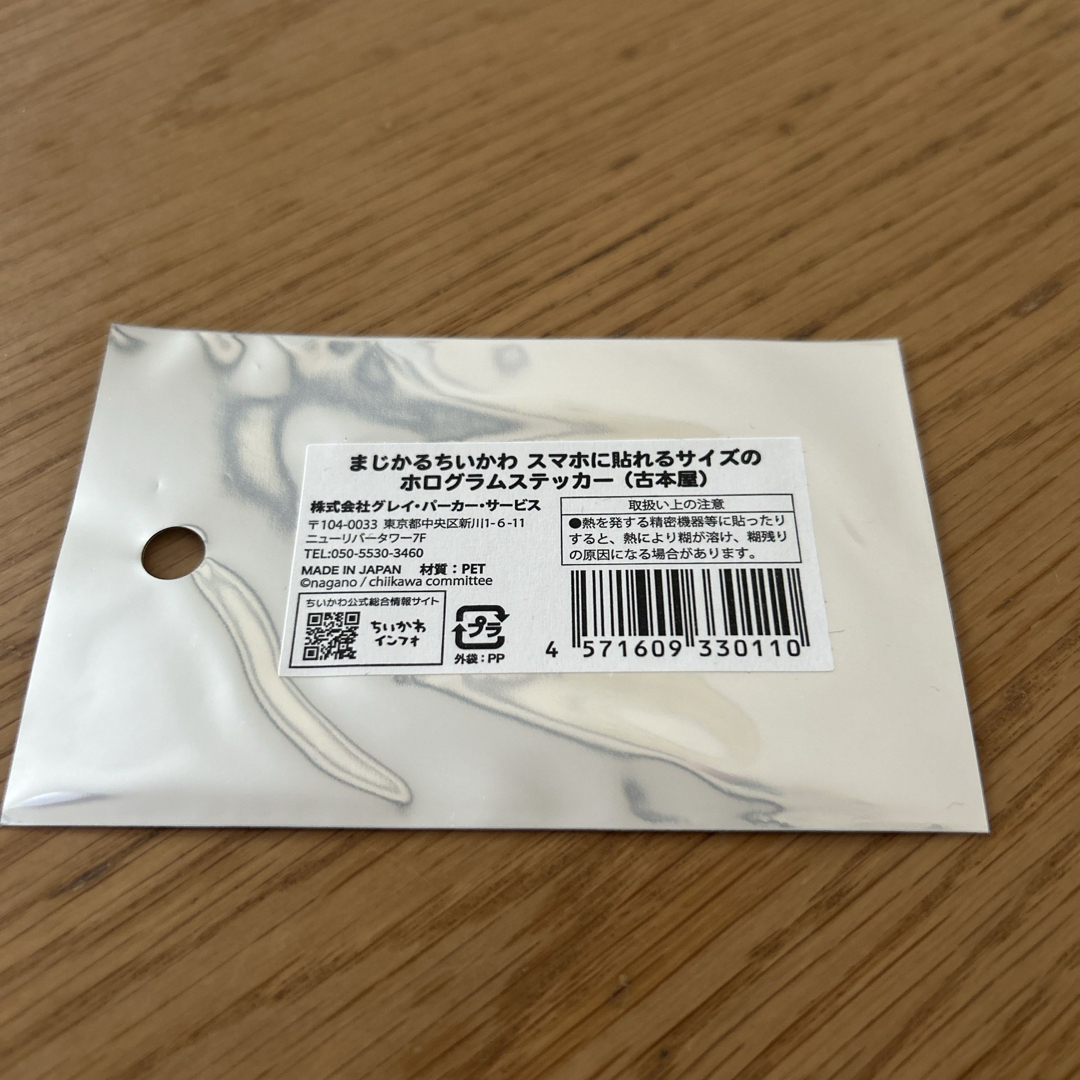 まじかるちいかわ スマホに貼れるサイズの
ホログラムステッカー（古本屋）
株式会社グレイ・パーカー・サービス
〒104-0033 東京都中央区新川1-6-11
ニューリバータワー7F
TEL:050-5530-3460
MADE IN JAPAN 材質：PET
©nagano / chiikawa committee
ちいかわ公式総合情報サイト
ちいかわ
インフォ
プラ
外袋：PP
取扱い上の注意
●熱を発する精密機器等に貼ったり
すると、熱により糊が溶け、糊残り
の原因になる場合があります。
4 571609 330110